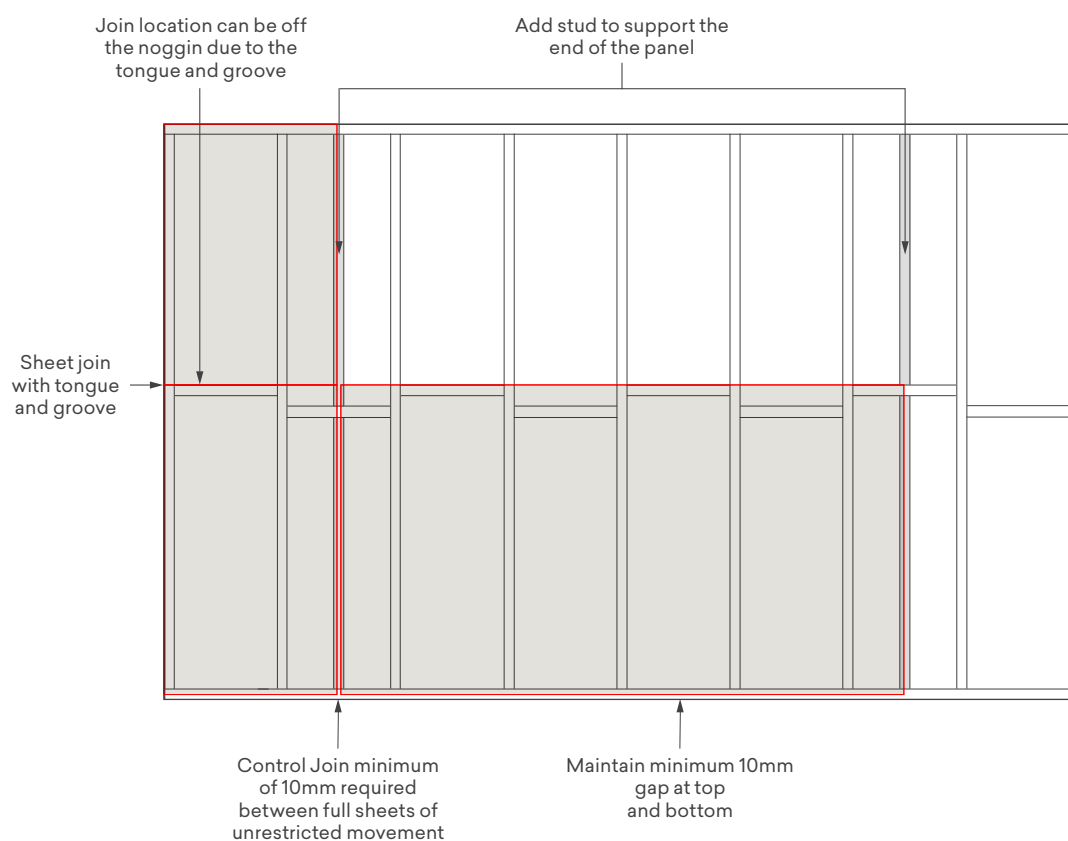 Join location can be off
the noggin due to the
tongue and groove
Add stud to support the
end of the panel
Sheet join
with tongue
and groove
Control Join minimum
of 10mm required
between full sheets of
unrestricted movement
Maintain minimum 10mm
gap at top
and bottom